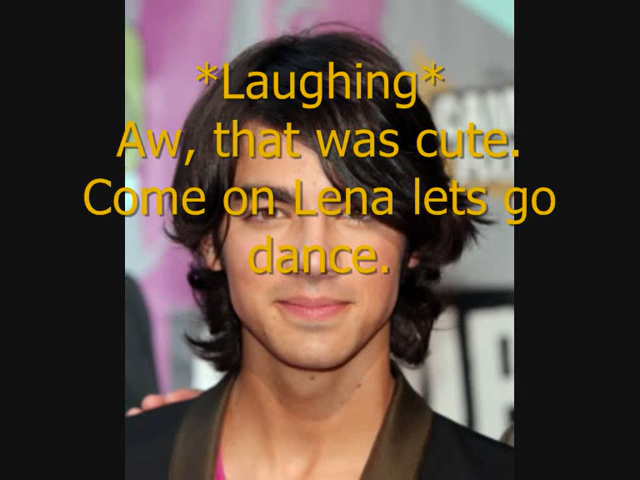 *Laughing*
Aw, that was cute.
Come on Lena lets go
dance.